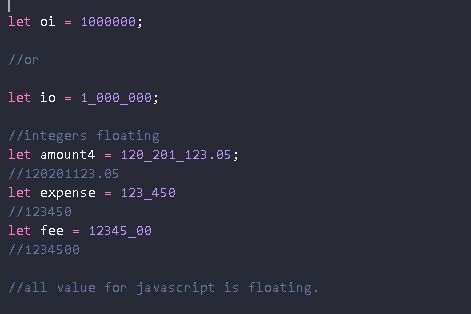 let oi = 1000000;
//or
let io = 1_000_000;
//integers floating
let amount4 = 120_201_123.05;
//120201123.05
let expense = 123_450
//123450
let fee = 12345_00
//1234500
//all value for javascript is floating.